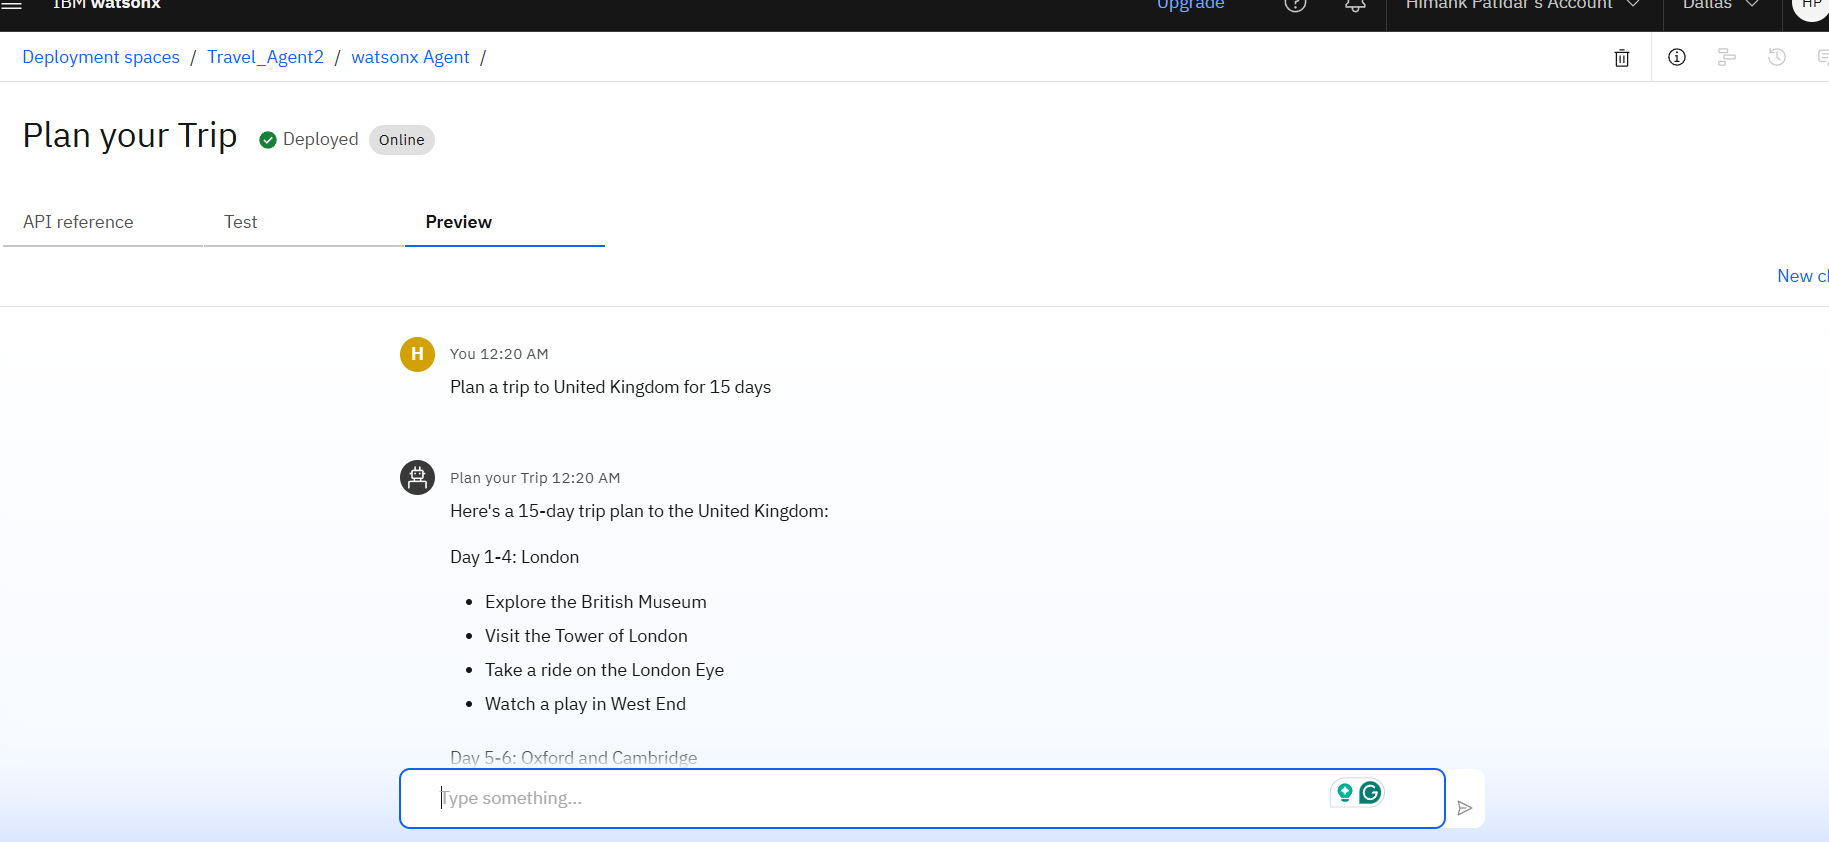 IBM watsonx
Upgrade
Himank Patidar's Account
Dallas
HP
Deployment spaces / Travel_Agent2 / watsonx Agent /
Plan your Trip
Deployed
Online
API reference
Test
Preview
New
H
You 12:20 AM
Plan a trip to United Kingdom for 15 days
Plan your Trip 12:20 AM
Here's a 15-day trip plan to the United Kingdom:
Day 1-4: London
• Explore the British Museum
• Visit the Tower of London
• Take a ride on the London Eye
• Watch a play in West End
Day 5-6: Oxford and Cambridge
Type something...